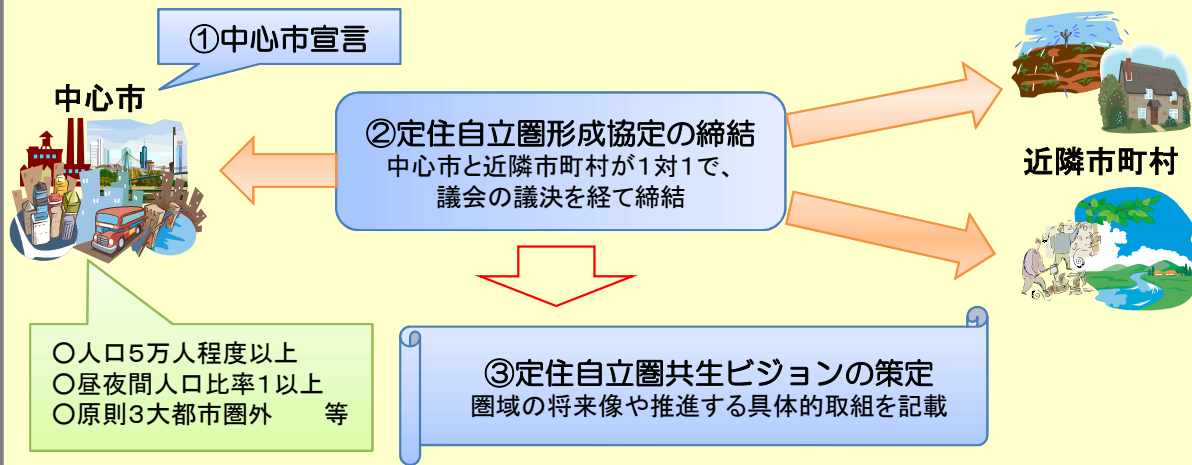 ①中心市宣言
中心市
②定住自立圏形成協定の締結
中心市と近隣市町村が1対1で、
議会の議決を経て締結
近隣市町村
○人口5万人程度以上
○昼夜間人口比率1以上
○原則3大都市圏外　　等
③定住自立圏共生ビジョンの策定
圏域の将来像や推進する具体的取組を記載